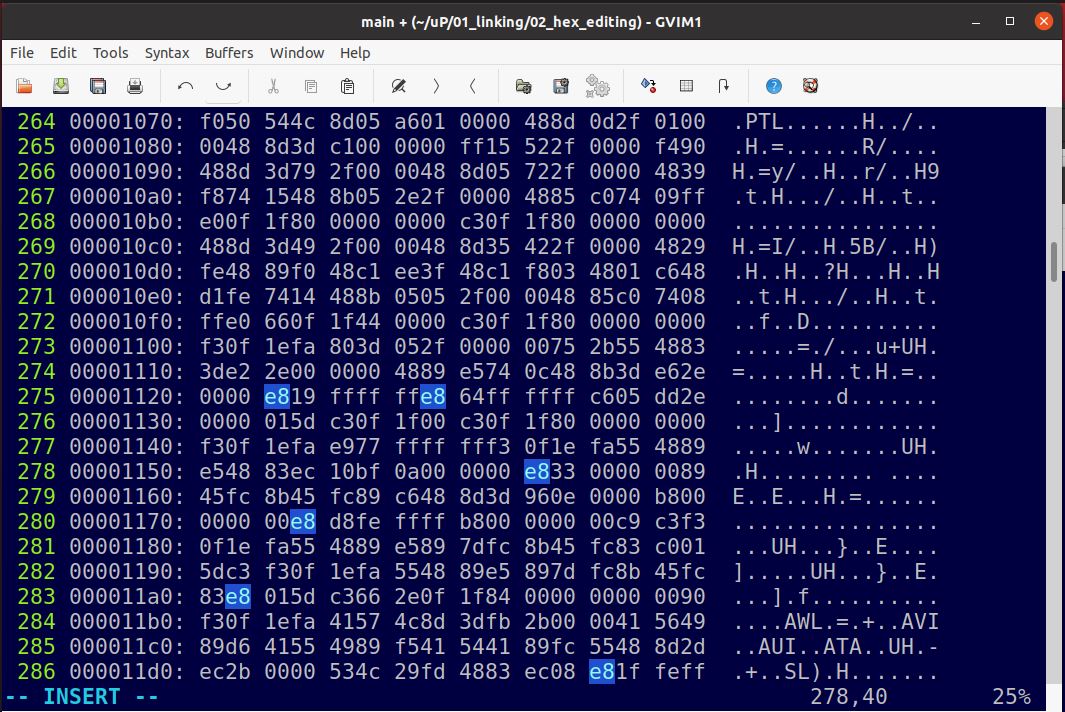 main + (~/uP/01_linking/02_hex_editing) - GVIM1
File Edit Tools Syntax Buffers Window Help
264 00001070: f050 544c 8d05 a601 0000 488d 0d2f 0100 .PTL......H../..
265 00001080: 0048 8d3d c100 0000 ff15 522f 0000 f490 .H.=......R/....
266 00001090: 488d 3d79 2f00 0048 8d05 722f 0000 4839 H.=y/..H..r/..H9
267 000010a0: f874 1548 8b05 2e2f 0000 4885 c074 09ff .t.H.../..H..t..
268 000010b0: e00f 1f80 0000 0000 c30f 1f80 0000 0000 ................
269 000010c0: 488d 3d49 2f00 0048 8d35 422f 0000 4829 H.=I/..H.5B/..H)
270 000010d0: fe48 89f0 48c1 ee3f 48c1 f803 4801 c648 .H..H..?H...H..H
271 000010e0: d1fe 7414 488b 0505 2f00 0048 85c0 7408 ..t.H.../..H..t.
272 000010f0: ffe0 660f 1f44 0000 c30f 1f80 0000 0000 ..f..D..........
273 00001100: f30f 1efa 803d 052f 0000 0075 2b55 4883 .....=./...u+UH.
274 00001110: 3de2 2e00 0000 4889 e574 0c48 8b3d e62e =.....H..t.H.=..
275 00001120: 0000 e819 ffff ffe8 64ff ffff c605 dd2e ........d.......
276 00001130: 0000 015d c30f 1f00 c30f 1f80 0000 0000 ...]............
277 00001140: f30f 1efa e977 ffff fff3 0f1e fa55 4889 .....w.......UH.
278 00001150: e548 83ec 10bf 0a00 0000 e833 0000 0089 .H......... ....
279 00001160: 45fc 8b45 fc89 c648 8d3d 960e 0000 b800 E..E...H.=......
280 00001170: 0000 00e8 d8fe ffff b800 0000 00c9 c3f3 ................
281 00001180: 0f1e fa55 4889 e589 7dfc 8b45 fc83 c001 ...UH...}..E....
282 00001190: 5dc3 f30f 1efa 5548 89e5 897d fc8b 45fc ].....UH...}..E.
283 000011a0: 83e8 015d c366 2e0f 1f84 0000 0000 0090 ...].f..........
284 000011b0: f30f 1efa 4157 4c8d 3dfb 2b00 0041 5649 ....AWL.=.+..AVI
285 000011c0: 89d6 4155 4989 f541 5441 89fc 5548 8d2d ..AUI..ATA..UH.-
286 000011d0: ec2b 0000 534c 29fd 4883 ec08 e81f feff .+..SL).H.......
-- INSERT -- 278,40 25%